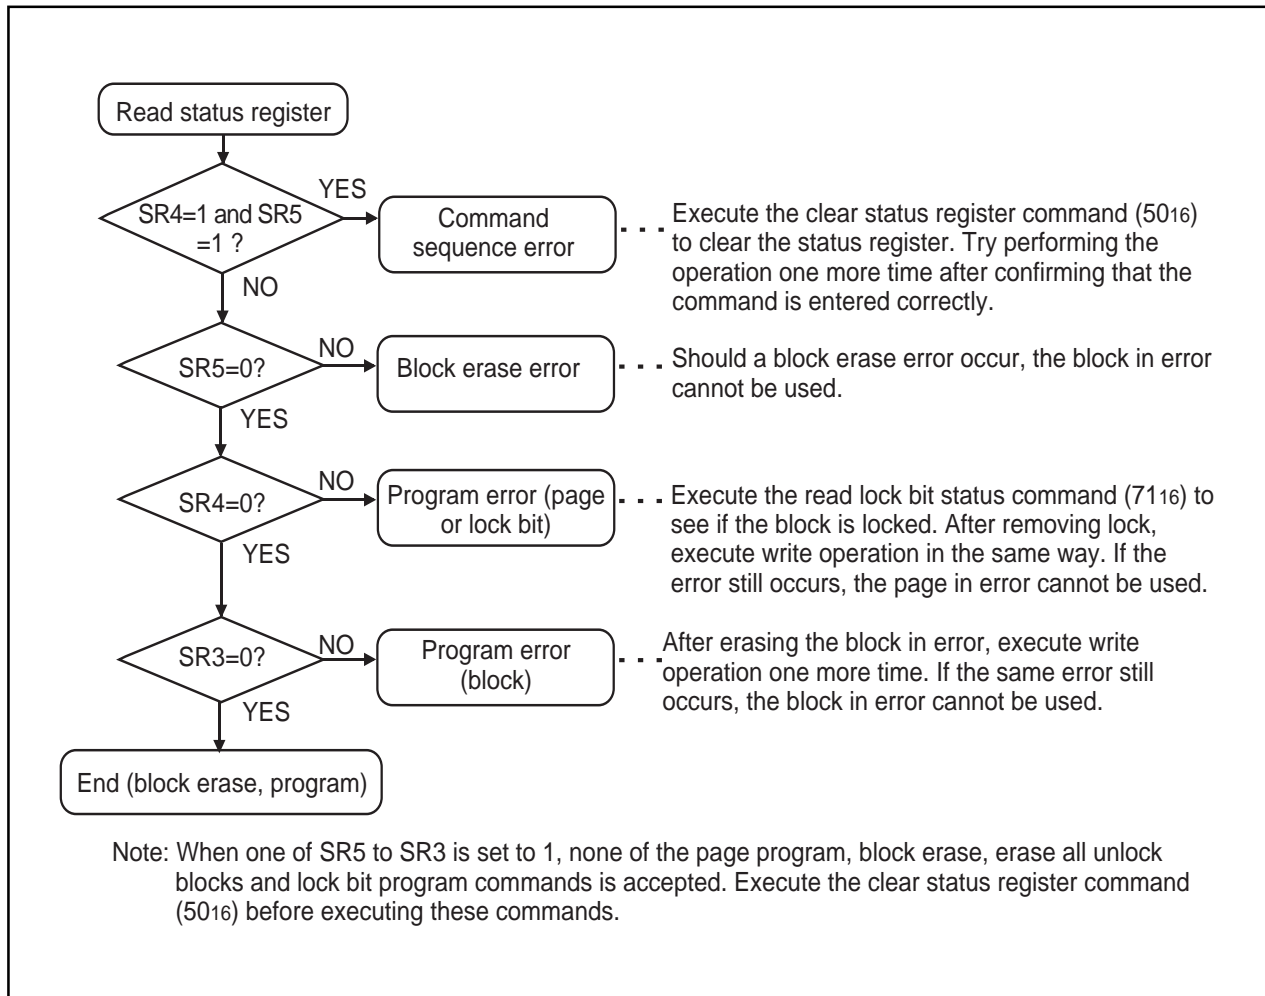 Read status register
SR4=1 and SR5
=1 ?
YES
Command
sequence error
Execute the clear status register command (5016)
to clear the status register. Try performing the
operation one more time after confirming that the
command is entered correctly.
NO
SR5=0?
NO
Block erase error
Should a block erase error occur, the block in error
cannot be used.
YES
SR4=0?
NO
Program error (page
or lock bit)
Execute the read lock bit status command (7116) to
see if the block is locked. After removing lock,
execute write operation in the same way. If the
error still occurs, the page in error cannot be used.
YES
SR3=0?
NO
Program error
(block)
After erasing the block in error, execute write
operation one more time. If the same error still
occurs, the block in error cannot be used.
YES
End (block erase, program)
Note: When one of SR5 to SR3 is set to 1, none of the page program, block erase, erase all unlock
blocks and lock bit program commands is accepted. Execute the clear status register command
(5016) before executing these commands.